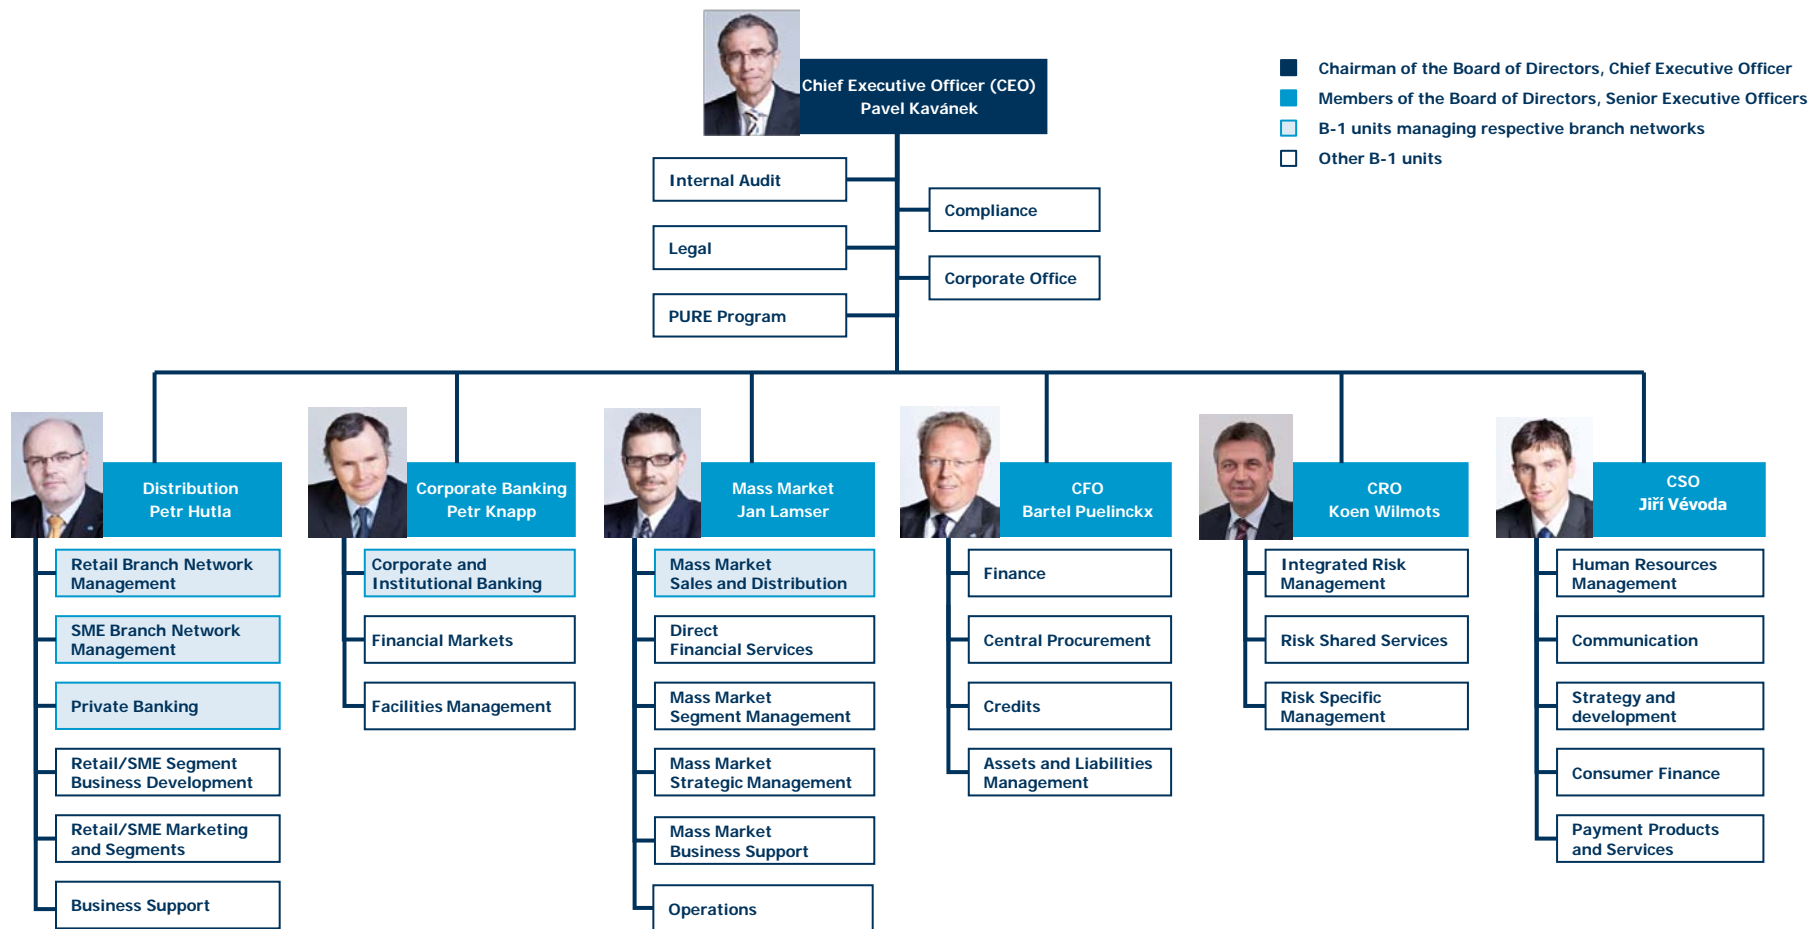 Chief Executive Officer (CEO)
Pavel Kavánek
Chairman of the Board of Directors, Chief Executive Officer
Members of the Board of Directors, Senior Executive Officers
B-1 units managing respective branch networks
Other B-1 units
Internal Audit
Compliance
Legal
Corporate Office
PURE Program
Distribution
Petr Hutla
Retail Branch Network
Management
SME Branch Network
Management
Private Banking
Retail/SME Segment
Business Development
Retail/SME Marketing
and Segments
Business Support
Corporate Banking
Petr Knapp
Corporate and
Institutional Banking
Financial Markets
Facilities Management
Mass Market
Jan Lamser
Mass Market
Sales and Distribution
Direct
Financial Services
Mass Market
Segment Management
Mass Market
Strategic Management
Mass Market
Business Support
Operations
CFO
Bartel Puelinckx
Finance
Central Procurement
Credits
Assets and Liabilities
Management
CRO
Koen Wilmots
Integrated Risk
Management
Risk Shared Services
Risk Specific
Management
CSO
Jiří Vévoda
Human Resources
Management
Communication
Strategy and
development
Consumer Finance
Payment Products
and Services